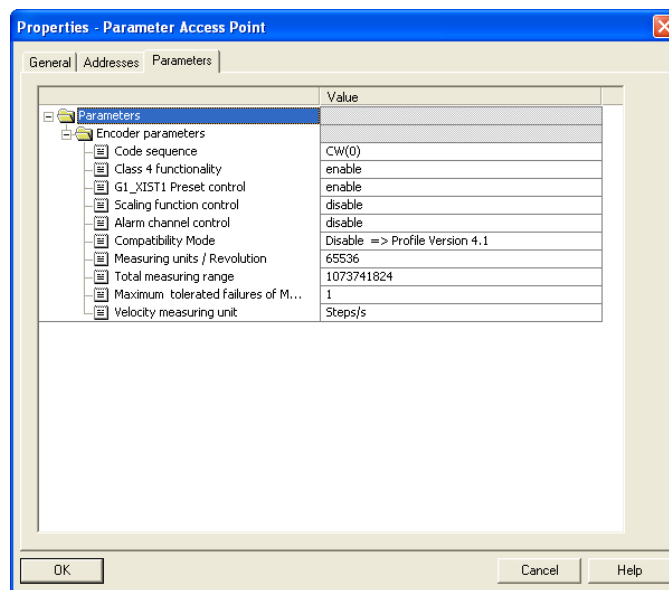 Properties - Parameter Access Point
General Addresses Parameters
Value
Parameters
Encoder parameters
Code sequence CW(0)
Class 4 functionality enable
G1_XIST1 Preset control enable
Scaling function control disable
Alarm channel control disable
Compatibility Mode Disable => Profile Version 4.1
Measuring units / Revolution 65536
Total measuring range 1073741824
Maximum tolerated failures of M... 1
Velocity measuring unit Steps/s
OK Cancel Help